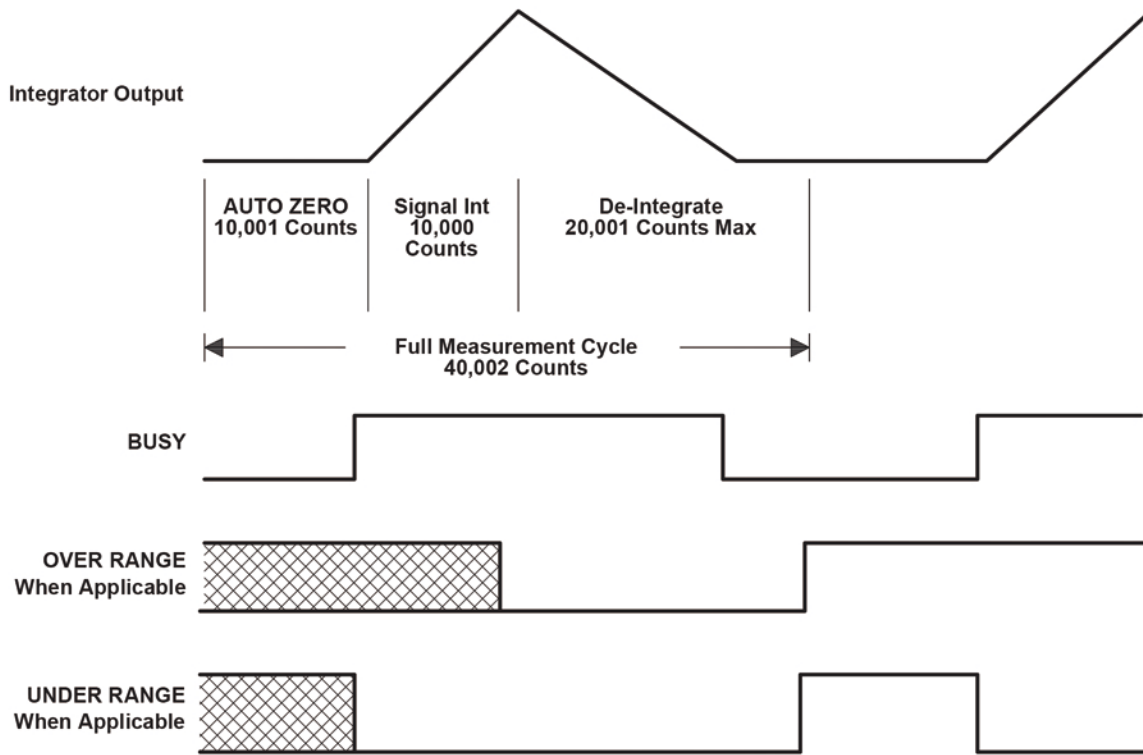 Integrator Output
AUTO ZERO
10,001 Counts
Signal Int
10,000
Counts
De-Integrate
20,001 Counts Max
Full Measurement Cycle
40,002 Counts
BUSY
OVER RANGE
When Applicable
UNDER RANGE
When Applicable